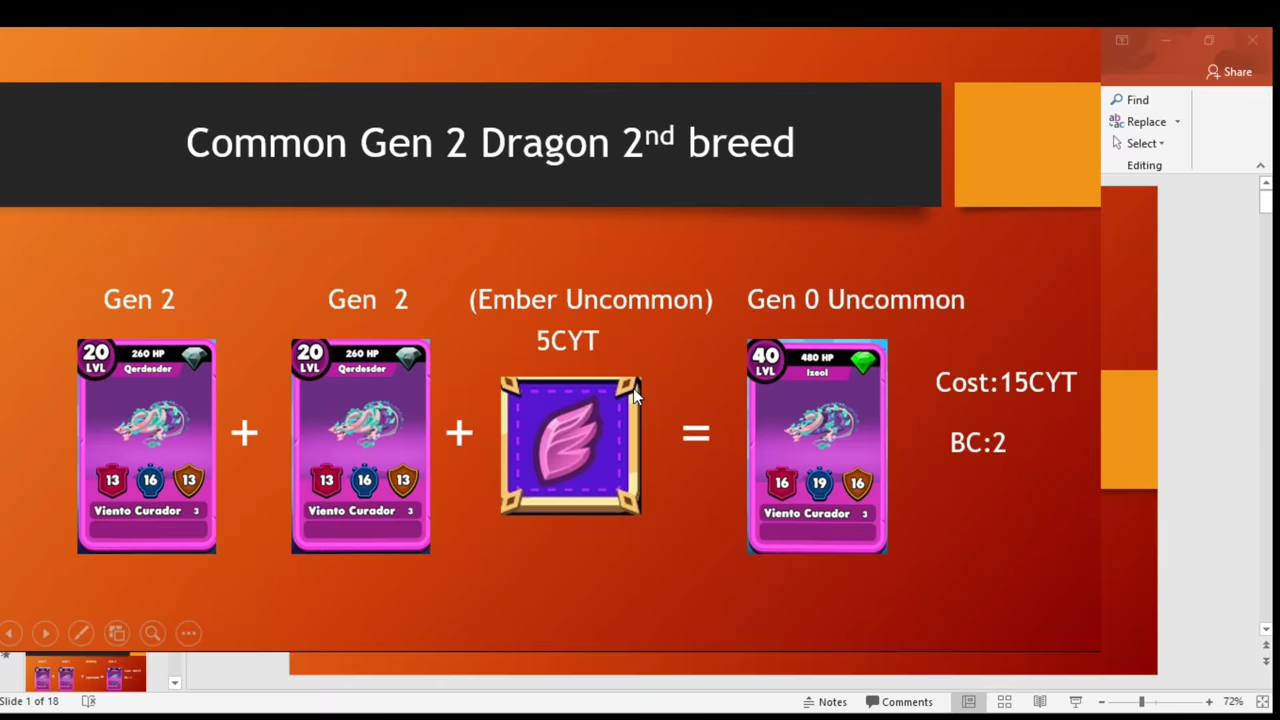 Share
Find
Replace
Select
Editing
Common Gen 2 Dragon 2nd breed
Gen 2
Gen 2
(Ember Uncommon)
5CYT
Gen 0 Uncommon
20
LVL
260 HP
Qerdesder
13
16
13
Viento Curador 3
+
20
LVL
260 HP
Qerdesder
13
16
13
Viento Curador 3
+
=
40
LVL
480 HP
Izeol
16
19
16
Viento Curador 3
Cost:15CYT
BC:2
Slide 1 of 18
Notes
Comments
72%